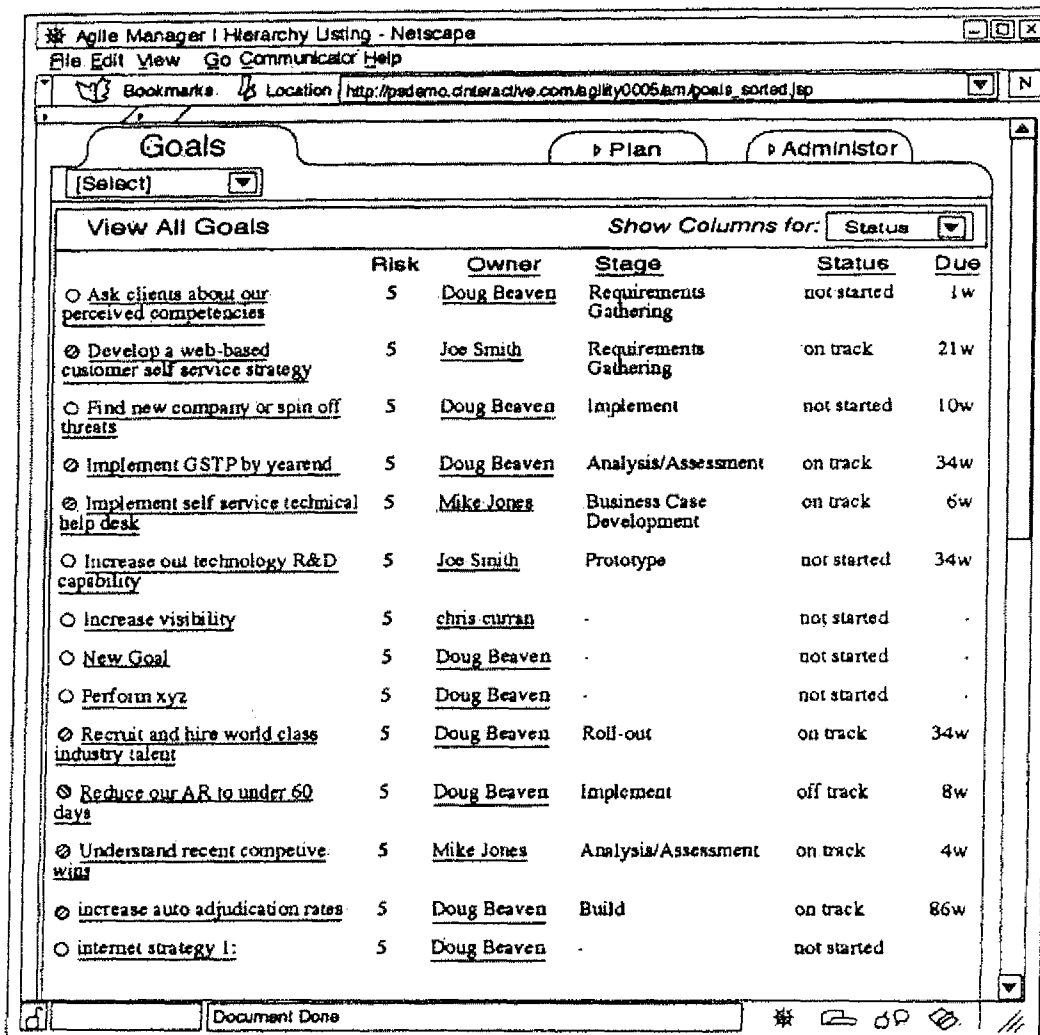 Agile Manager | Hierarchy Listing - Netscape
File Edit View Go Communicator Help
Bookmarks Location http://psdemo.cinteractive.com/agility0005/am/goals_sorted.jsp N
Goals Plan Administor
[Select]
View All Goals Show Columns for: Status
Risk Owner Stage Status Due
Ask clients about our perceived competencies 5 Doug Beaven Requirements Gathering not started 1w
Develop a web-based customer self service strategy 5 Joe Smith Requirements Gathering on track 21w
Find new company or spin off threats 5 Doug Beaven Implement not started 10w
Implement GSTP by yearend 5 Doug Beaven Analysis/Assessment on track 34w
Implement self service technical help desk 5 Mike Jones Business Case Development on track 6w
Increase out technology R&D capability 5 Joe Smith Prototype not started 34w
Increase visibility 5 chris curran - not started -
New Goal 5 Doug Beaven - not started -
Perform xyz 5 Doug Beaven - not started -
Recruit and hire world class industry talent 5 Doug Beaven Roll-out on track 34w
Reduce our AR to under 60 days 5 Doug Beaven Implement off track 8w
Understand recent competive wins 5 Mike Jones Analysis/Assessment on track 4w
increase auto adjudication rates 5 Doug Beaven Build on track 86w
internet strategy 1: 5 Doug Beaven - not started
Document Done